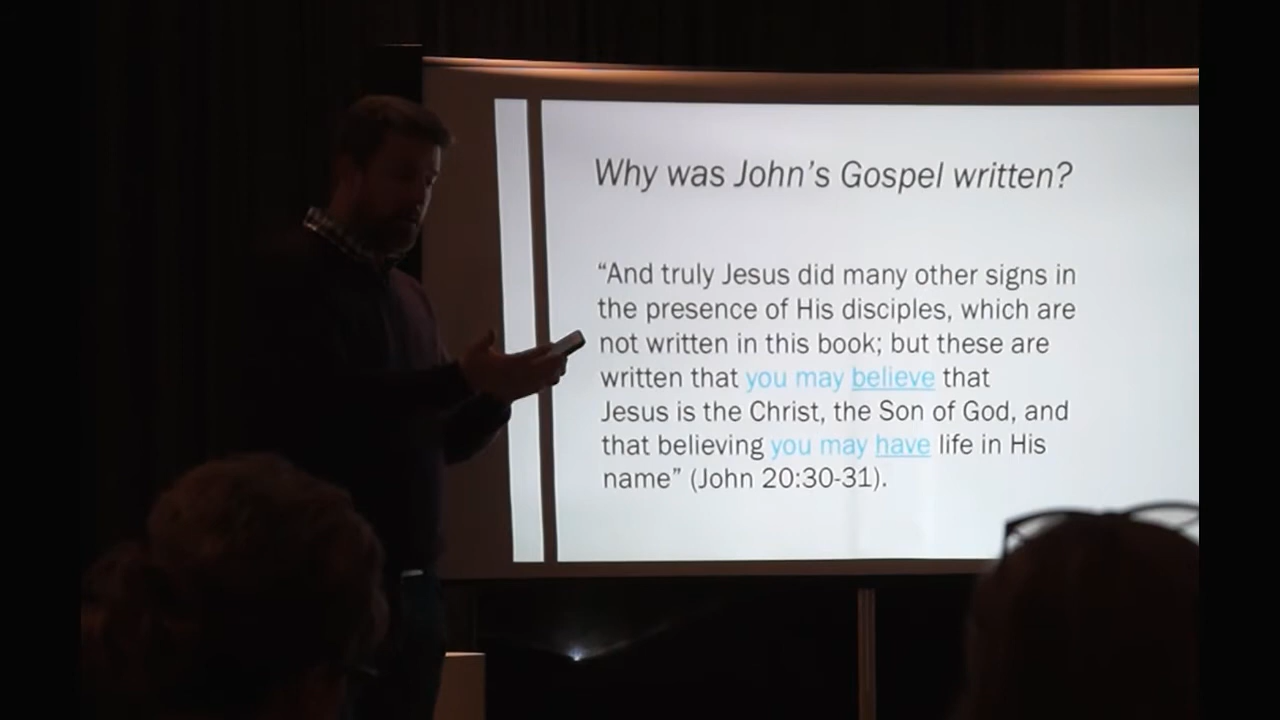 Why was John’s Gospel written?
“And truly Jesus did many other signs in
the presence of His disciples, which are
not written in this book; but these are
written that you may believe that
Jesus is the Christ, the Son of God, and
that believing you may have life in His
name” (John 20:30-31).